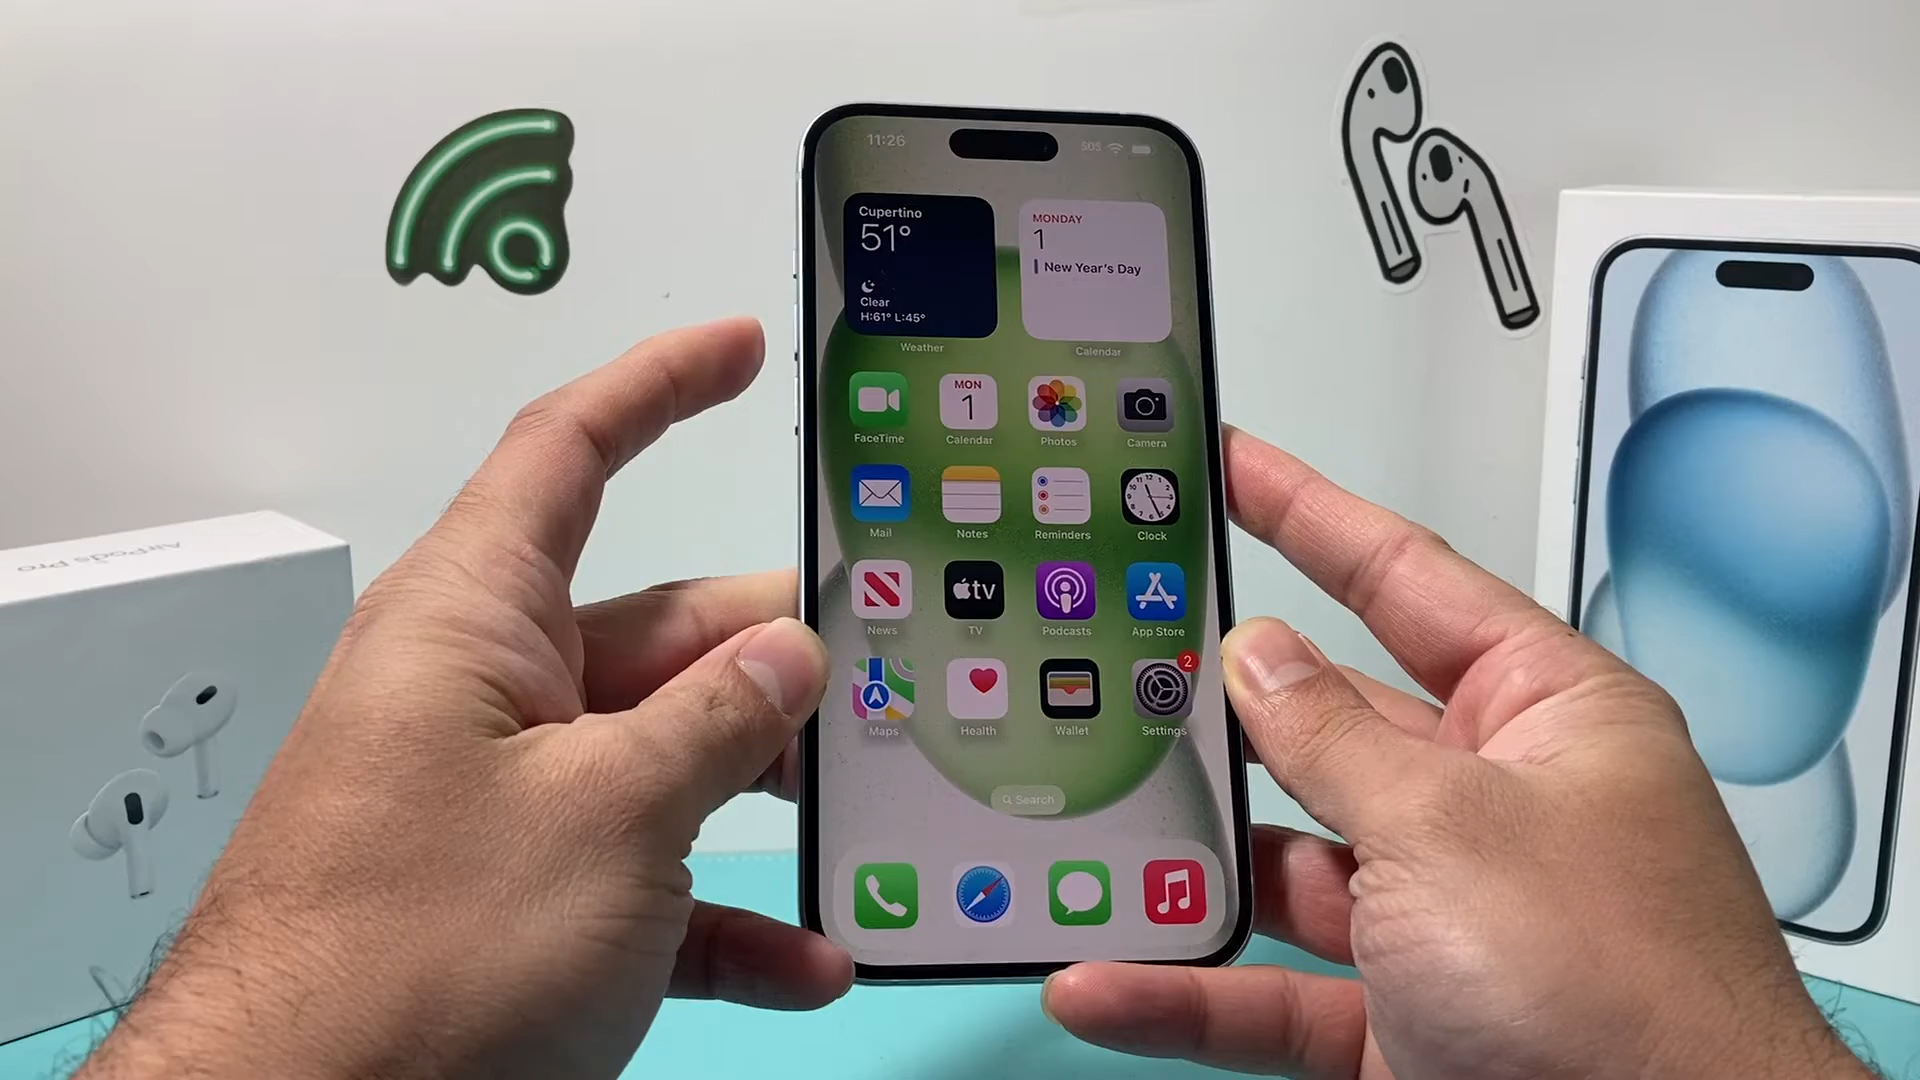 11:26
SOS
Cupertino
51°
Clear
H:61° L:45°
Weather
MONDAY
1
New Year's Day
Calendar
MON
1
FaceTime
Calendar
Photos
Camera
Mail
Notes
Reminders
Clock
tv
News
TV
Podcasts
App Store
2
Maps
Health
Wallet
Settings
Search
AirPods Pro